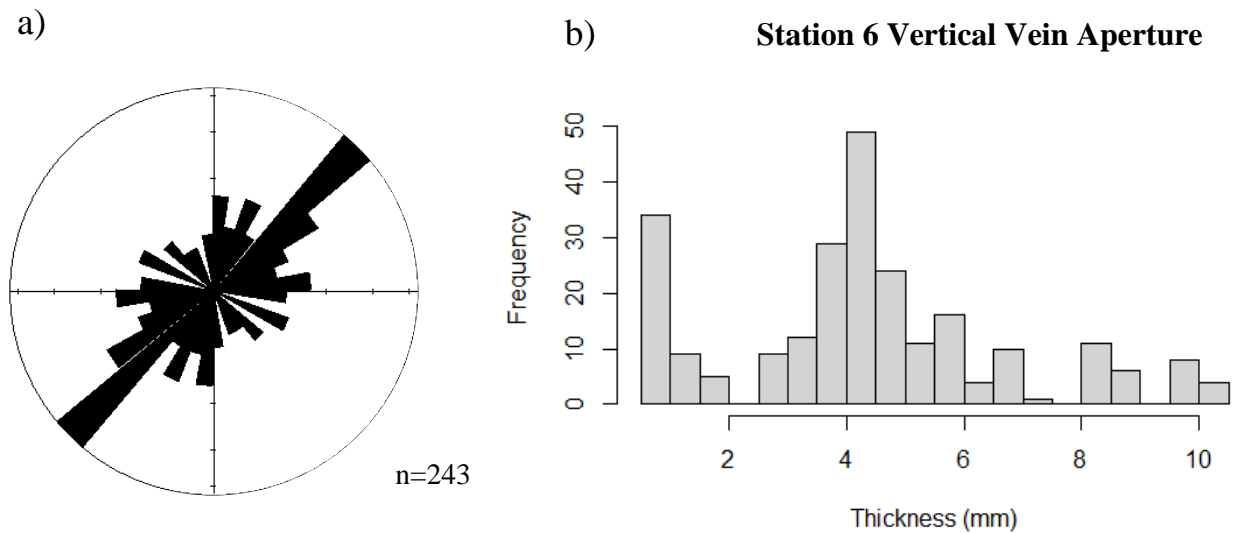 a)
n=243
b)
Station 6 Vertical Vein Aperture
Frequency
50
40
30
20
10
0
2 4 6 8 10
Thickness (mm)